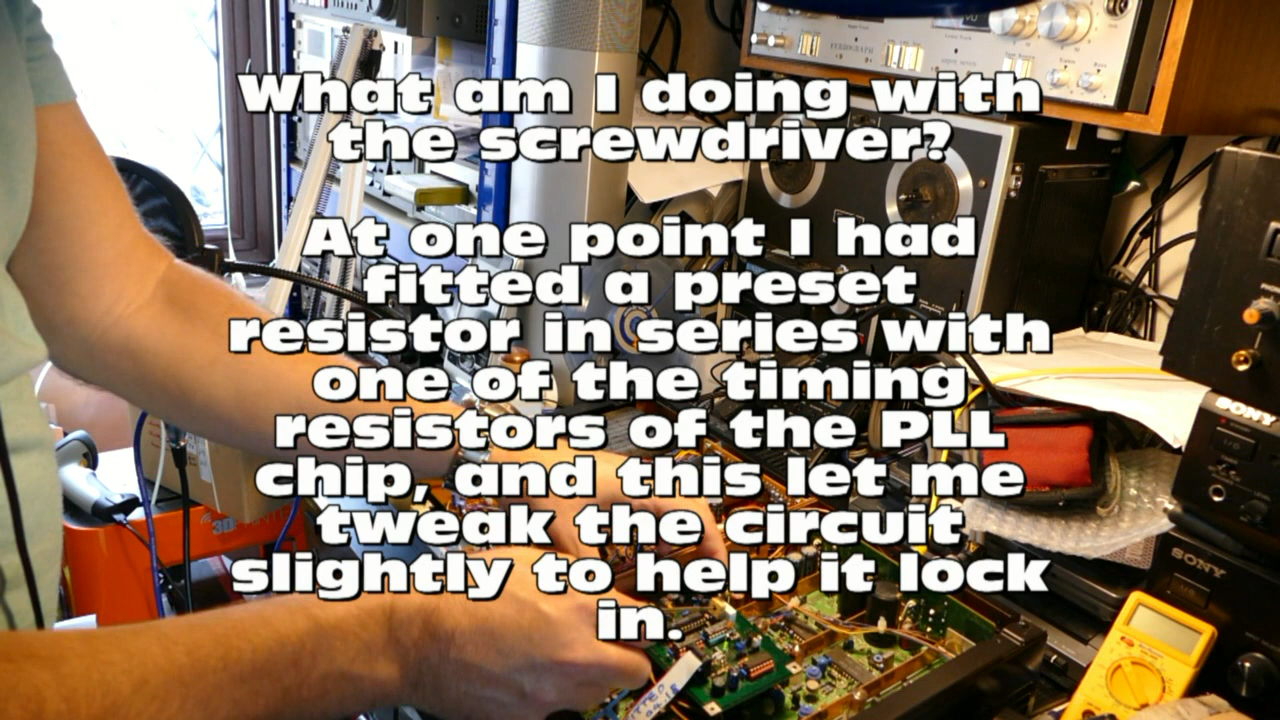 What am I doing with
the screwdriver?
At one point I had
fitted a preset
resistor in series with
one of the timing
resistors of the PLL
chip, and this let me
tweak the circuit
slightly to help it lock
in.
SONY
SONY
3D